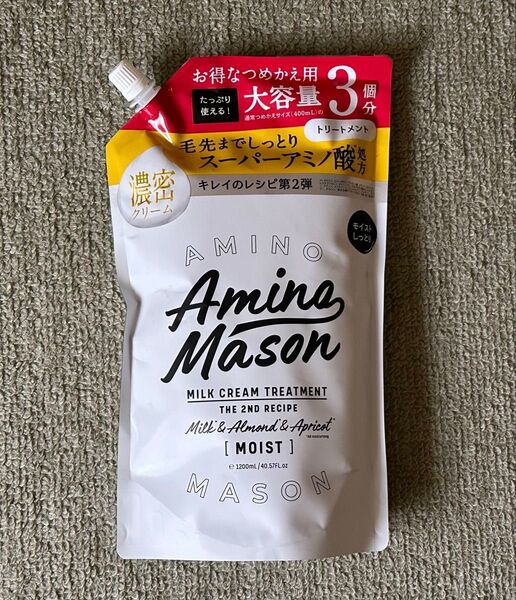 お得なつめかえ用
たっぷり
使える!
大容量 3個分
通常つめかえサイズ(400mL)の
トリートメント
毛先までしっとり
スーパーアミノ酸処方
濃密
クリーム
キレイのレシピ第2弾
モイスト
しっとり
AMINO
Amino
Mason
MILK CREAM TREATMENT
THE 2ND RECIPE
Milk*&Almond*&Apricot*
*All moisturizing
[ MOIST ]
℮ 1200mL/40.57FL.oz
MASON